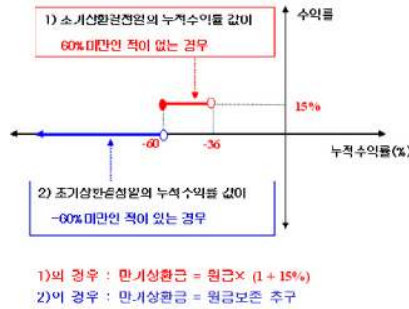 1) 조기상환결정일의 누적수익률 값이
60%미만인 적이 없는 경우
수익률
15%
-60
-36
누적수익률(%)
2) 조기상환결정일의 누적수익률 값이
-60%미만인 적이 있는 경우
1)의 경우 : 만기상환금 = 원금× (1 + 15%)
2)의 경우 : 만기상환금 = 원금보존 추구